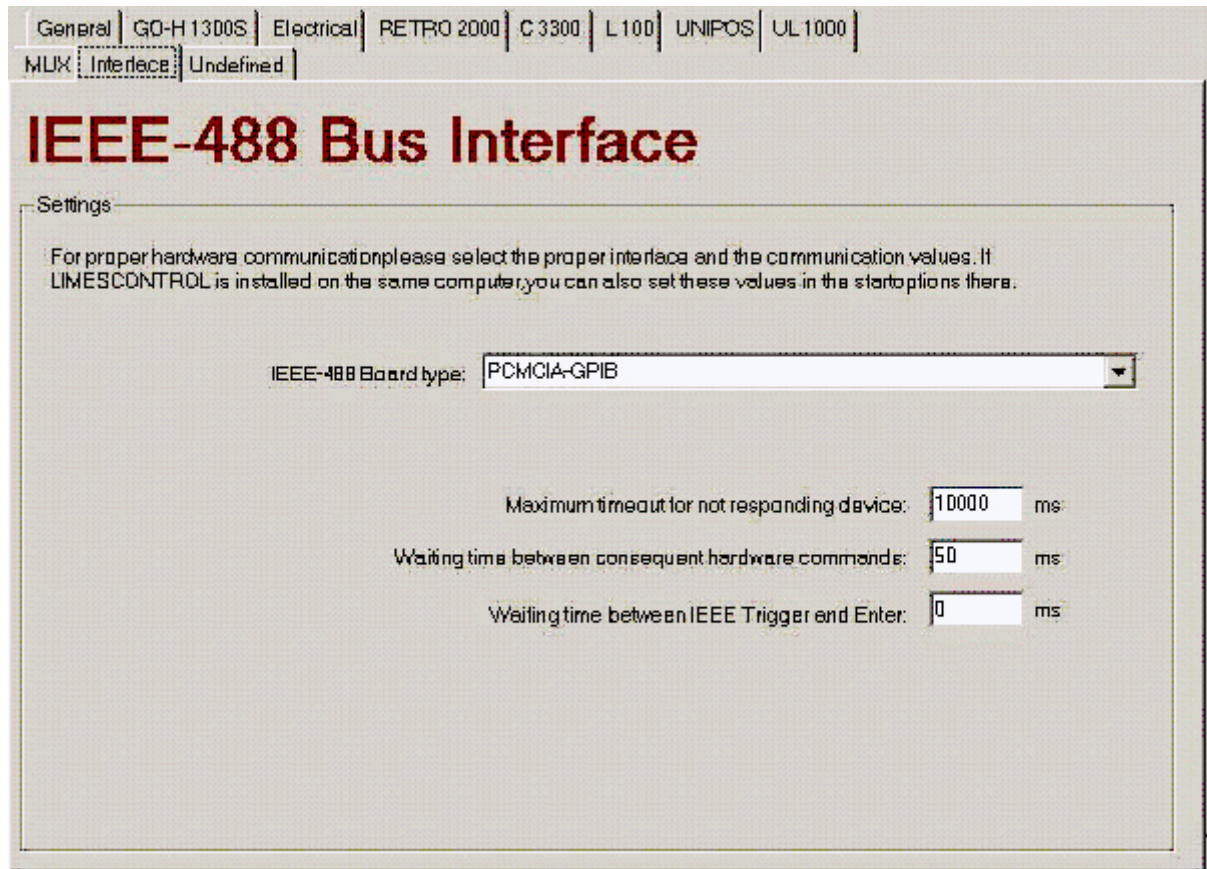 General GO-H 1300S Electrical RETRO 2000 C 3300 L 100 UNIPOS UL 1000
MUX Interface Undefined
IEEE-488 Bus Interface
Settings
For proper hardware communicationplease select the proper interface and the communication values. If
LIMESCONTROL is installed on the same computer,you can also set these values in the startoptions there.
IEEE-488 Board type: PCMCIA-GPIB
Maximum timeout for not responding device: 10000 ms
Waiting time between consequent hardware commands: 50 ms
Waiting time between IEEE Trigger and Enter: 0 ms